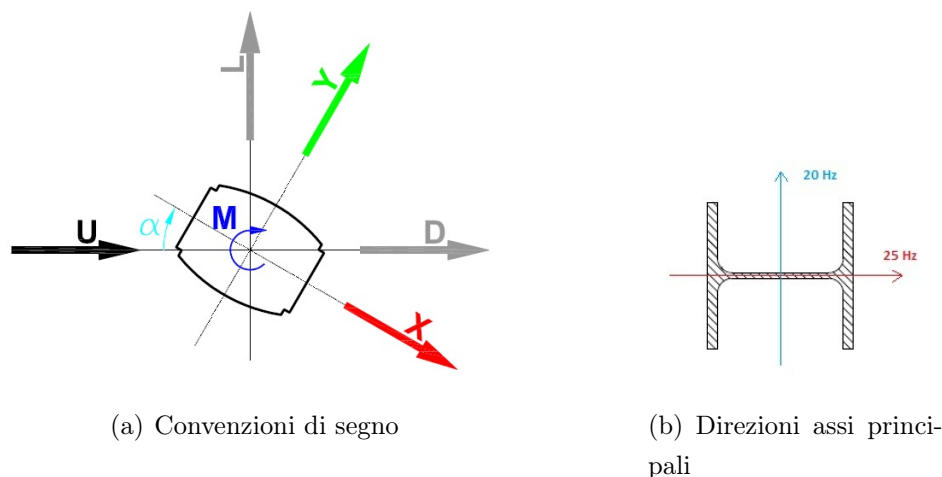 L
Y
20 Hz
α
M
U
D
25 Hz
X
(a) Convenzioni di segno
(b) Direzioni assi princi-
pali